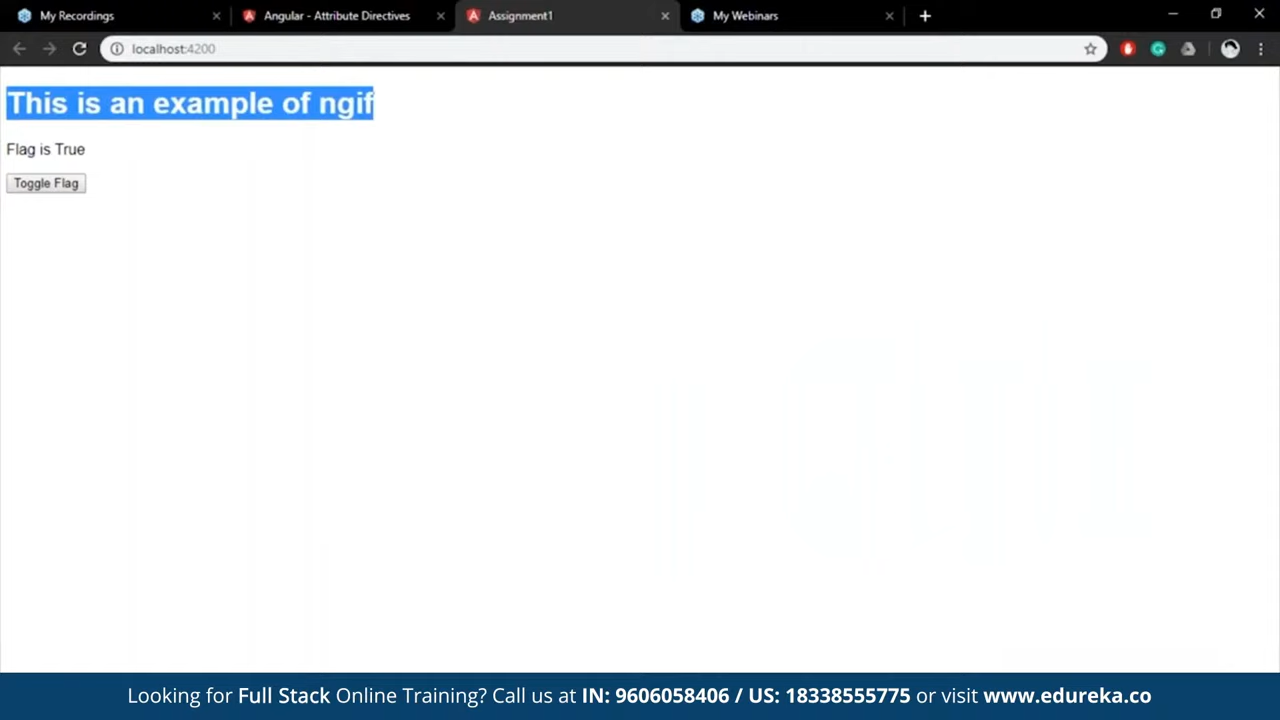 My Recordings
Angular - Attribute Directives
Assignment1
My Webinars
localhost:4200
This is an example of ngif
Flag is True
Toggle Flag
Looking for Full Stack Online Training? Call us at IN: 9606058406 / US: 18338555775 or visit www.edureka.co